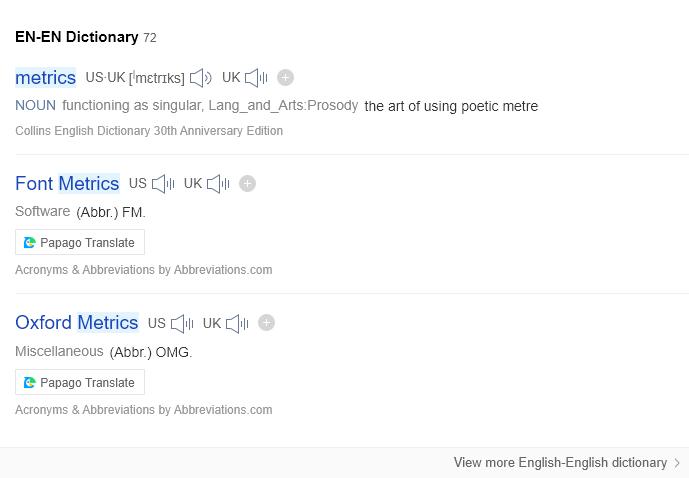 EN-EN Dictionary 72
metrics US·UK [ˈmɛtrɪks] UK
NOUN functioning as singular, Lang_and_Arts:Prosody the art of using poetic metre
Collins English Dictionary 30th Anniversary Edition
Font Metrics US UK
Software (Abbr.) FM.
Papago Translate
Acronyms & Abbreviations by Abbreviations.com
Oxford Metrics US UK
Miscellaneous (Abbr.) OMG.
Papago Translate
Acronyms & Abbreviations by Abbreviations.com
View more English-English dictionary